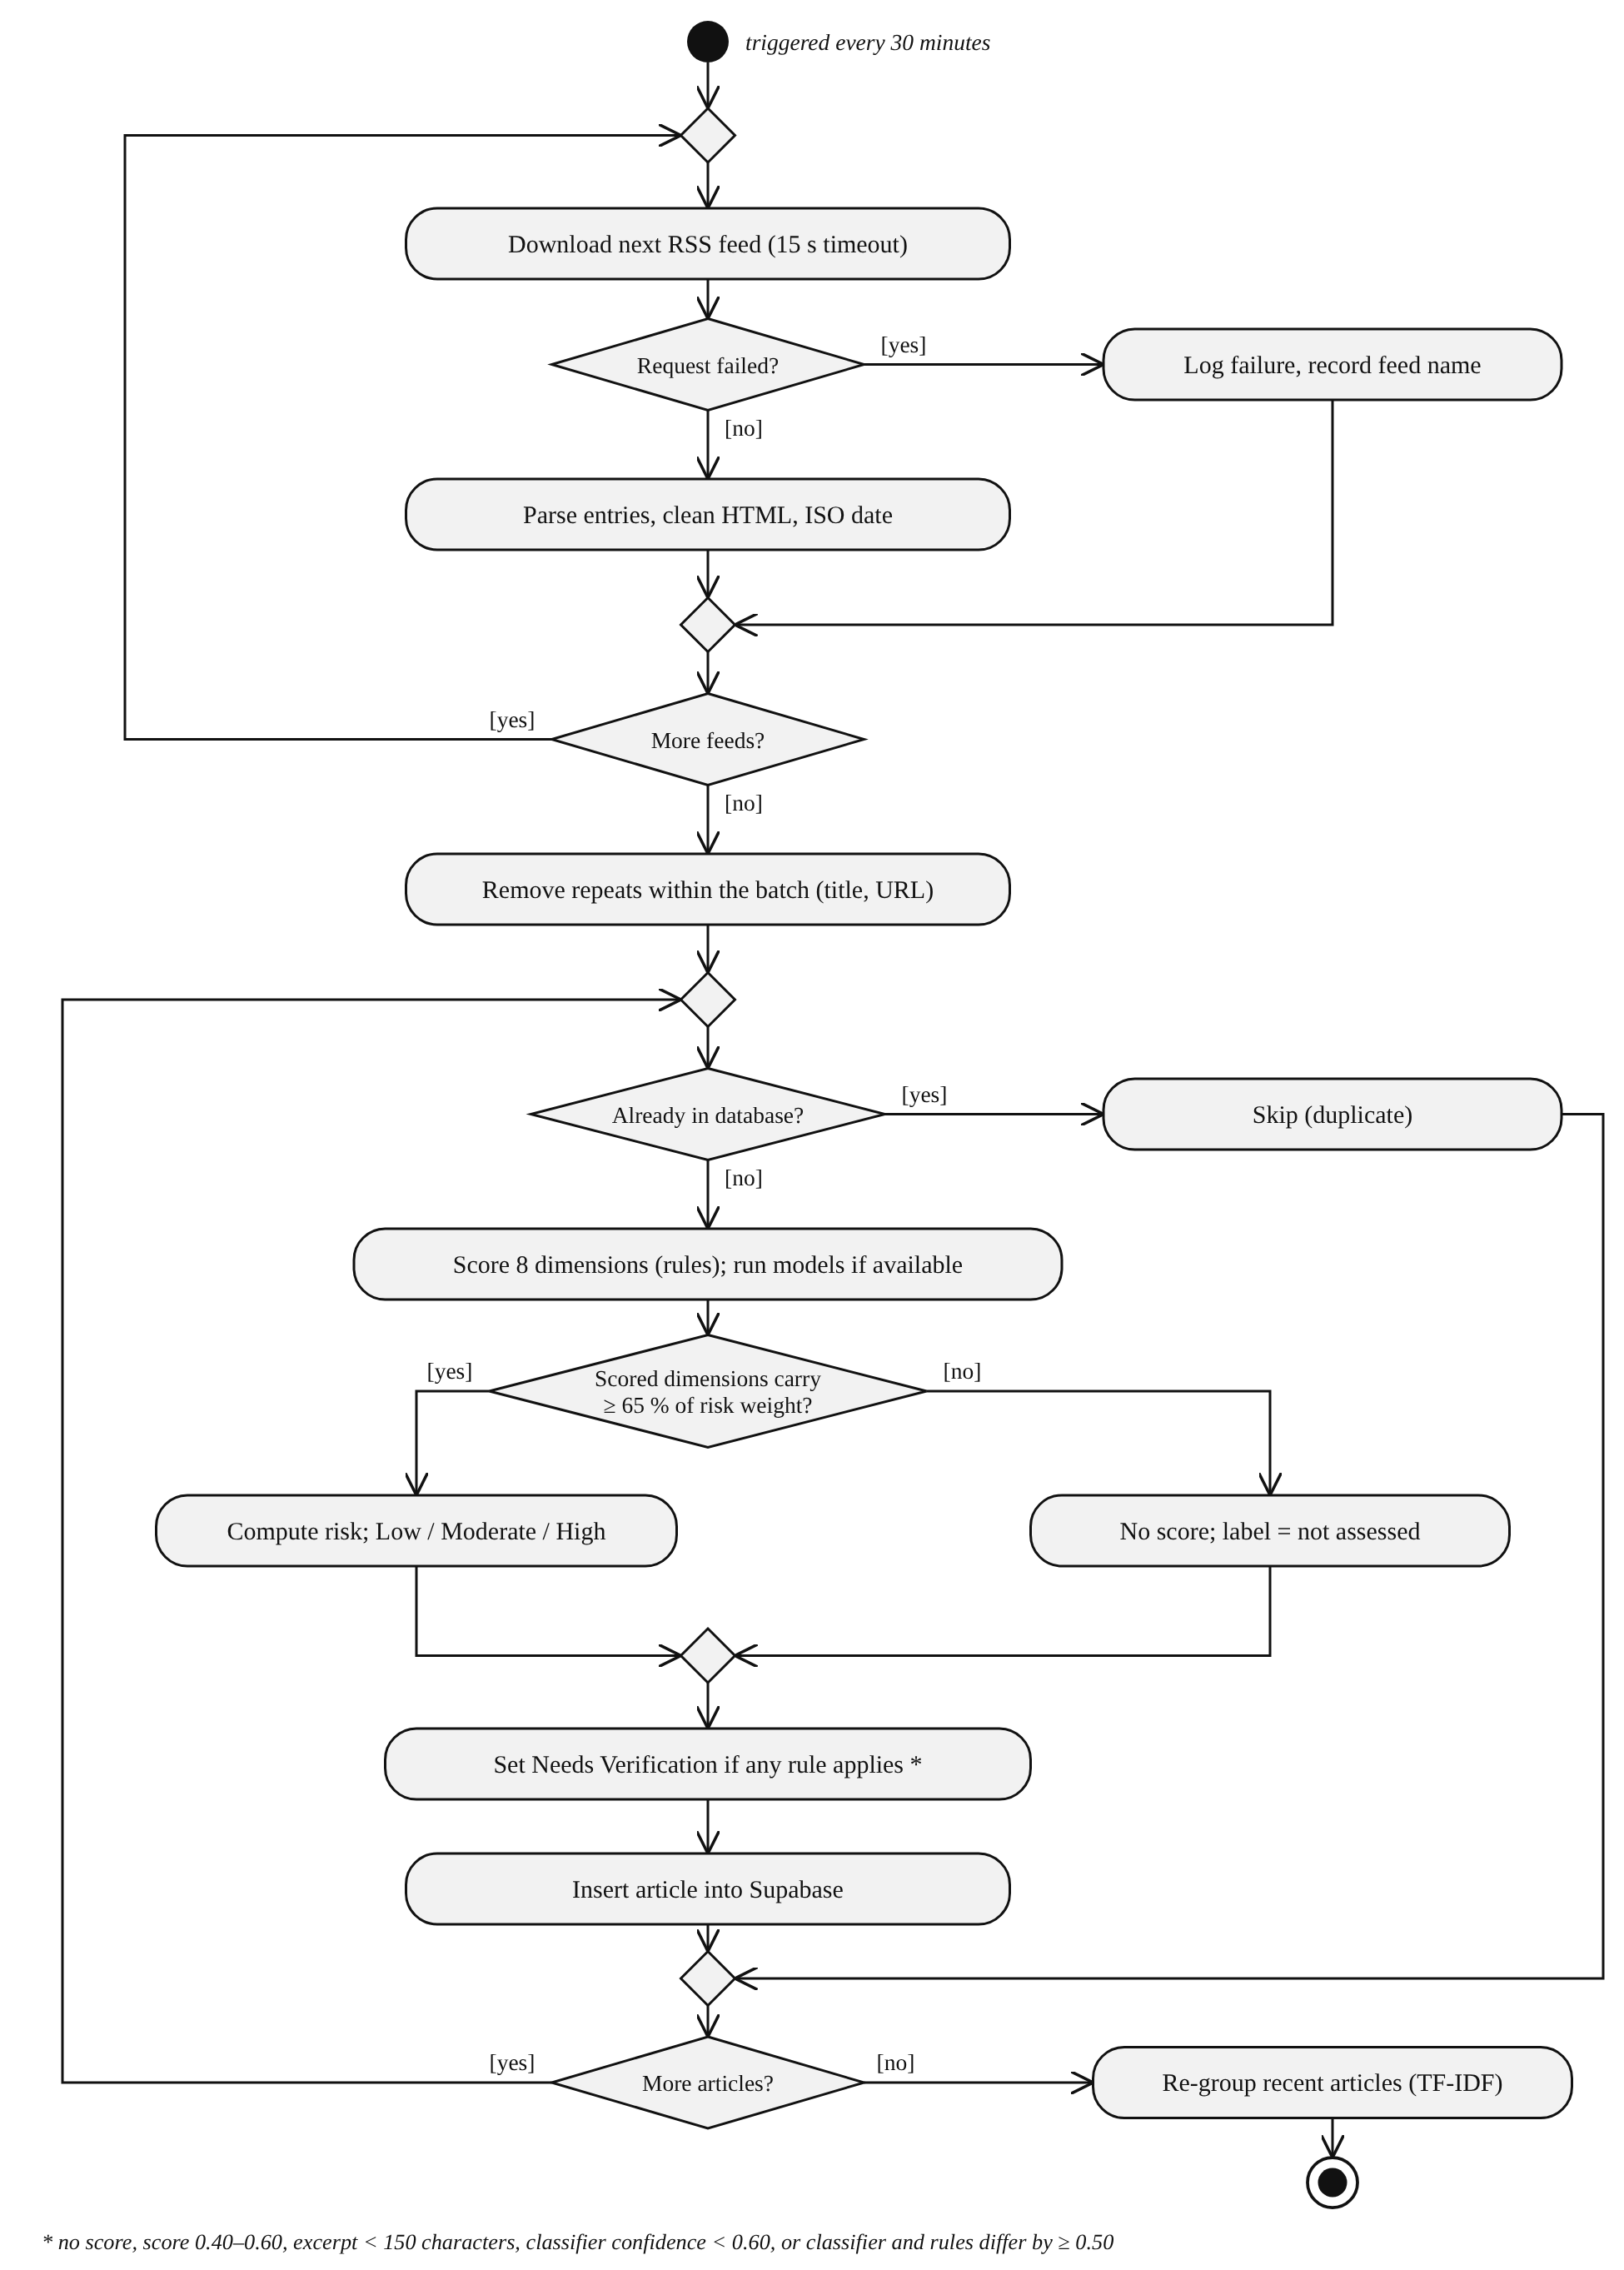 triggered every 30 minutes
Download next RSS feed (15 s timeout)
Request failed?
[yes]
Log failure, record feed name
[no]
Parse entries, clean HTML, ISO date
[yes]
More feeds?
[no]
Remove repeats within the batch (title, URL)
Already in database?
[yes]
Skip (duplicate)
[no]
Score 8 dimensions (rules); run models if available
[yes]
Scored dimensions carry
≥ 65 % of risk weight?
[no]
Compute risk; Low / Moderate / High
No score; label = not assessed
Set Needs Verification if any rule applies *
Insert article into Supabase
[yes]
More articles?
[no]
Re-group recent articles (TF-IDF)
* no score, score 0.40–0.60, excerpt < 150 characters, classifier confidence < 0.60, or classifier and rules differ by ≥ 0.50